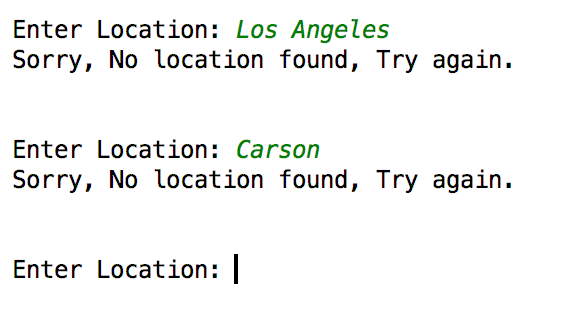 Enter Location: Los Angeles
Sorry, No location found, Try again.
Enter Location: Carson
Sorry, No location found, Try again.
Enter Location: